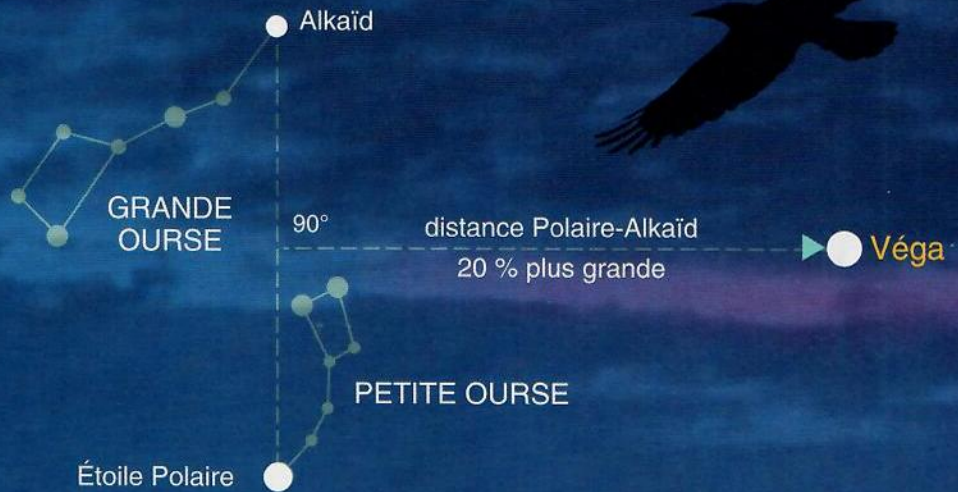 Alkaïd
GRANDE
OURSE
90°
distance Polaire-Alkaïd
20 % plus grande
Véga
PETITE OURSE
Étoile Polaire